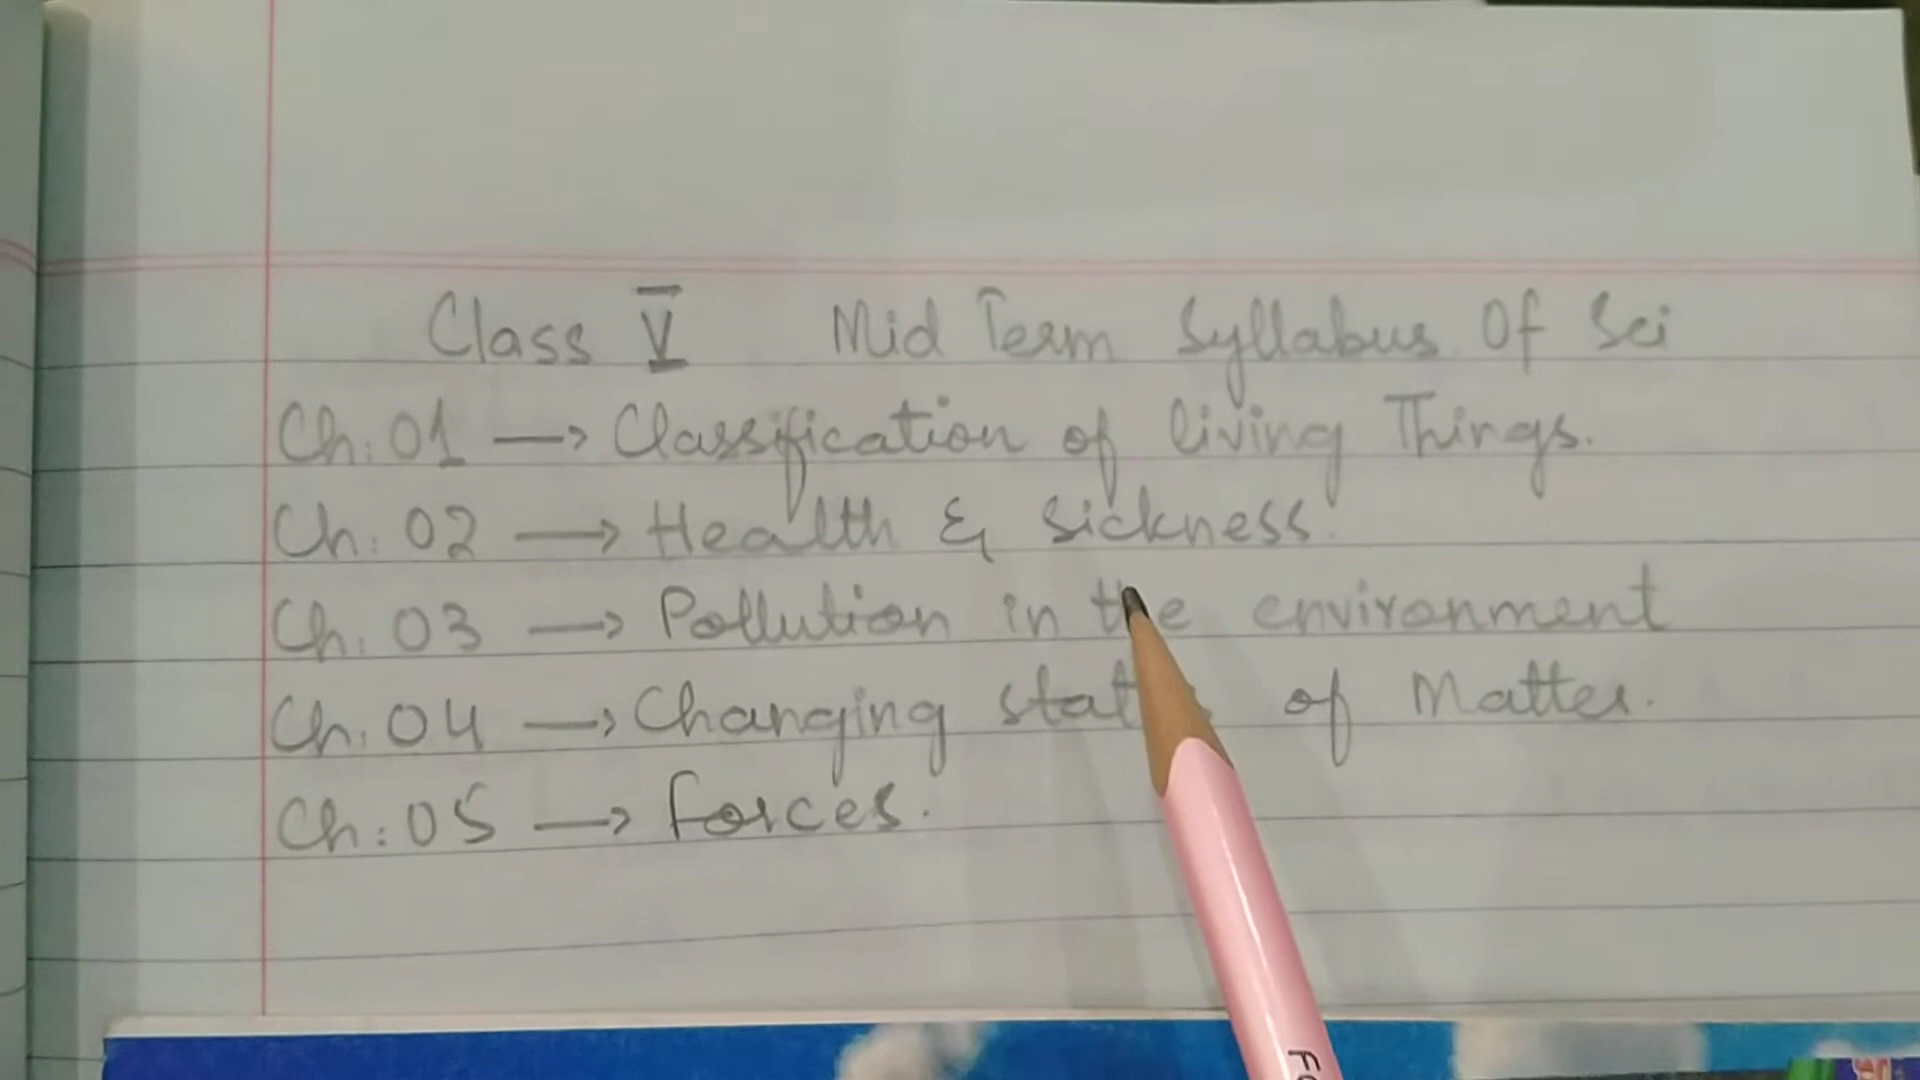 Class V Mid Term Syllabus Of Sci
Ch: 01 → Classification of living Things.
Ch: 02 → Health & sickness.
Ch: 03 → Pollution in the environment
Ch: 04 → Changing of Matter.
Ch: 05 → forces.